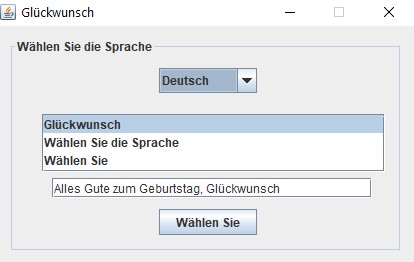 Glückwunsch
Wählen Sie die Sprache
Deutsch
Glückwunsch
Wählen Sie die Sprache
Wählen Sie
Alles Gute zum Geburtstag, Glückwunsch
Wählen Sie